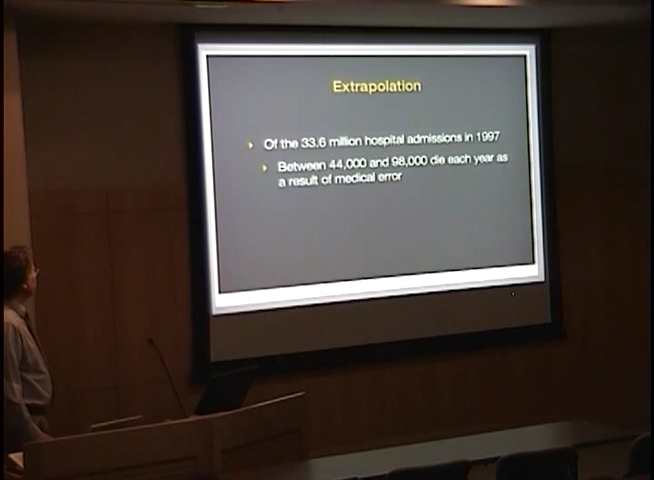 Extrapolation
Of the 33.6 million hospital admissions in 1997
Between 44,000 and 98,000 die each year as
a result of medical error